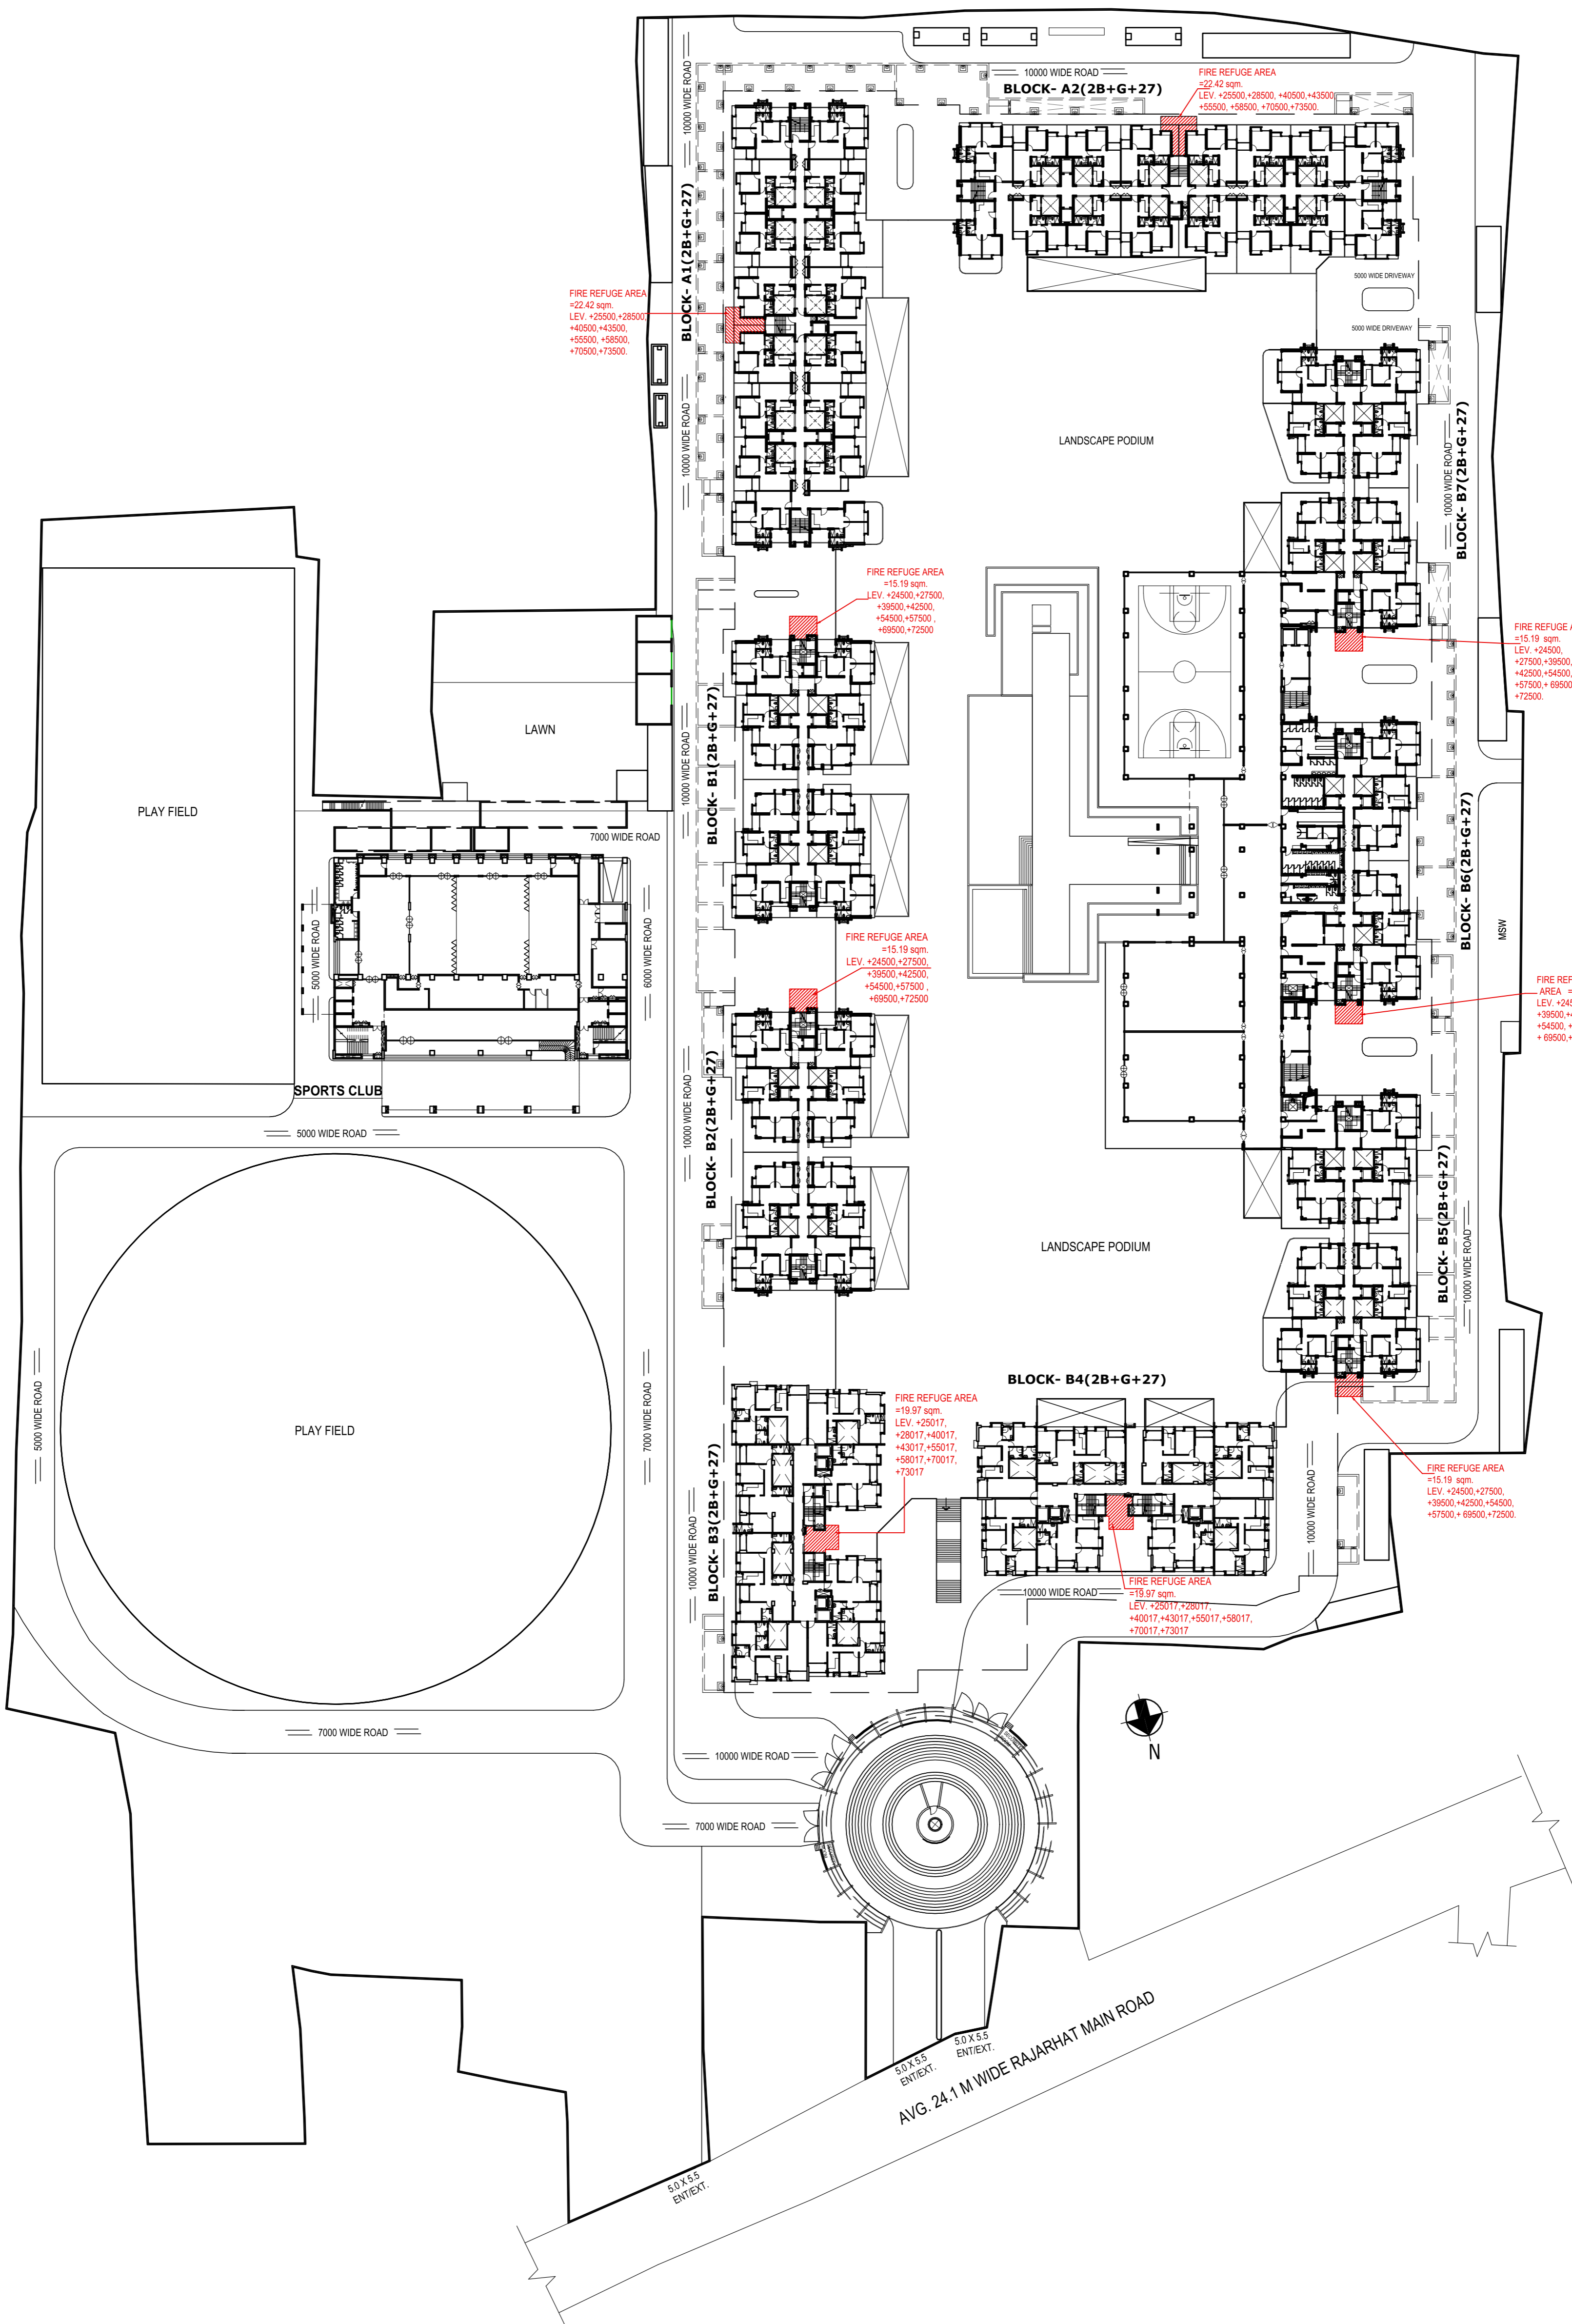 10000 WIDE ROAD
BLOCK- A2(2B+G+27)
FIRE REFUGE AREA
=22.42 sqm.
LEV. +25500,+28500, +40500,+43500,
+55500, +58500, +70500,+73500.
10000 WIDE ROAD
BLOCK- A1(2B+G+27)
FIRE REFUGE AREA
=22.42 sqm.
LEV. +25500,+28500,
+40500,+43500,
+55500, +58500,
+70500,+73500.
10000 WIDE ROAD
5000 WIDE DRIVEWAY
5000 WIDE DRIVEWAY
LANDSCAPE PODIUM
10000 WIDE ROAD
BLOCK- B7(2B+G+27)
FIRE REFUGE AREA
=15.19 sqm.
LEV. +24500,+27500,
+39500,+42500,
+54500,+57500 ,
+69500,+72500
FIRE REFUGE
=15.19 sqm.
LEV. +24500,
+27500,+39500,
+42500,+54500,
+57500,+ 69500
+72500.
LAWN
PLAY FIELD
10000 WIDE ROAD
BLOCK- B1(2B+G+27)
7000 WIDE ROAD
BLOCK- B6(2B+G+27)
MSW
5000 WIDE ROAD
6000 WIDE ROAD
FIRE REFUGE AREA
=15.19 sqm.
LEV. +24500,+27500,
+39500,+42500,
+54500,+57500 ,
+69500,+72500
FIRE
AREA =
LEV.
+39500,
+54500,
+ 69500,
SPORTS CLUB
5000 WIDE ROAD
10000 WIDE ROAD
BLOCK- B2(2B+G+27)
BLOCK- B5(2B+G+27)
10000 WIDE ROAD
LANDSCAPE PODIUM
5000 WIDE ROAD
PLAY FIELD
7000 WIDE ROAD
BLOCK- B4(2B+G+27)
FIRE REFUGE AREA
=19.97 sqm.
LEV. +25017,
+28017,+40017,
+43017,+55017,
+58017,+70017,
+73017
10000 WIDE ROAD
BLOCK- B3(2B+G+27)
10000 WIDE ROAD
FIRE REFUGE AREA
=15.19 sqm.
LEV. +24500,+27500,
+39500,+42500,+54500,
+57500,+ 69500,+72500.
10000 WIDE ROAD
FIRE REFUGE AREA
=19.97 sqm.
LEV. +25017,+28017,
+40017,+43017,+55017,+58017,
+70017,+73017
7000 WIDE ROAD
10000 WIDE ROAD
N
7000 WIDE ROAD
5.0 X 5.5
ENT/EXT.
5.0 X 5.5
ENT/EXT.
AVG. 24.1 M WIDE RAJARHAT MAIN ROAD
5.0 X 5.5
ENT/EXT.